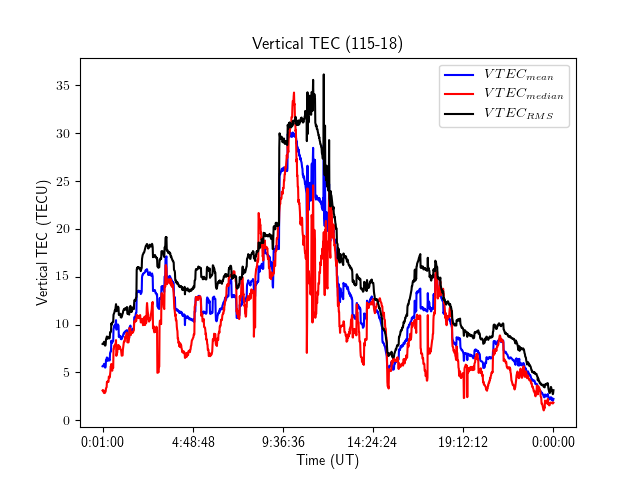 Vertical TEC (115-18)
VTEC_mean
VTEC_median
VTEC_RMS
Vertical TEC (TECU)
35
30
25
20
15
10
5
0
0:01:00 4:48:48 9:36:36 14:24:24 19:12:12 0:00:00
Time (UT)